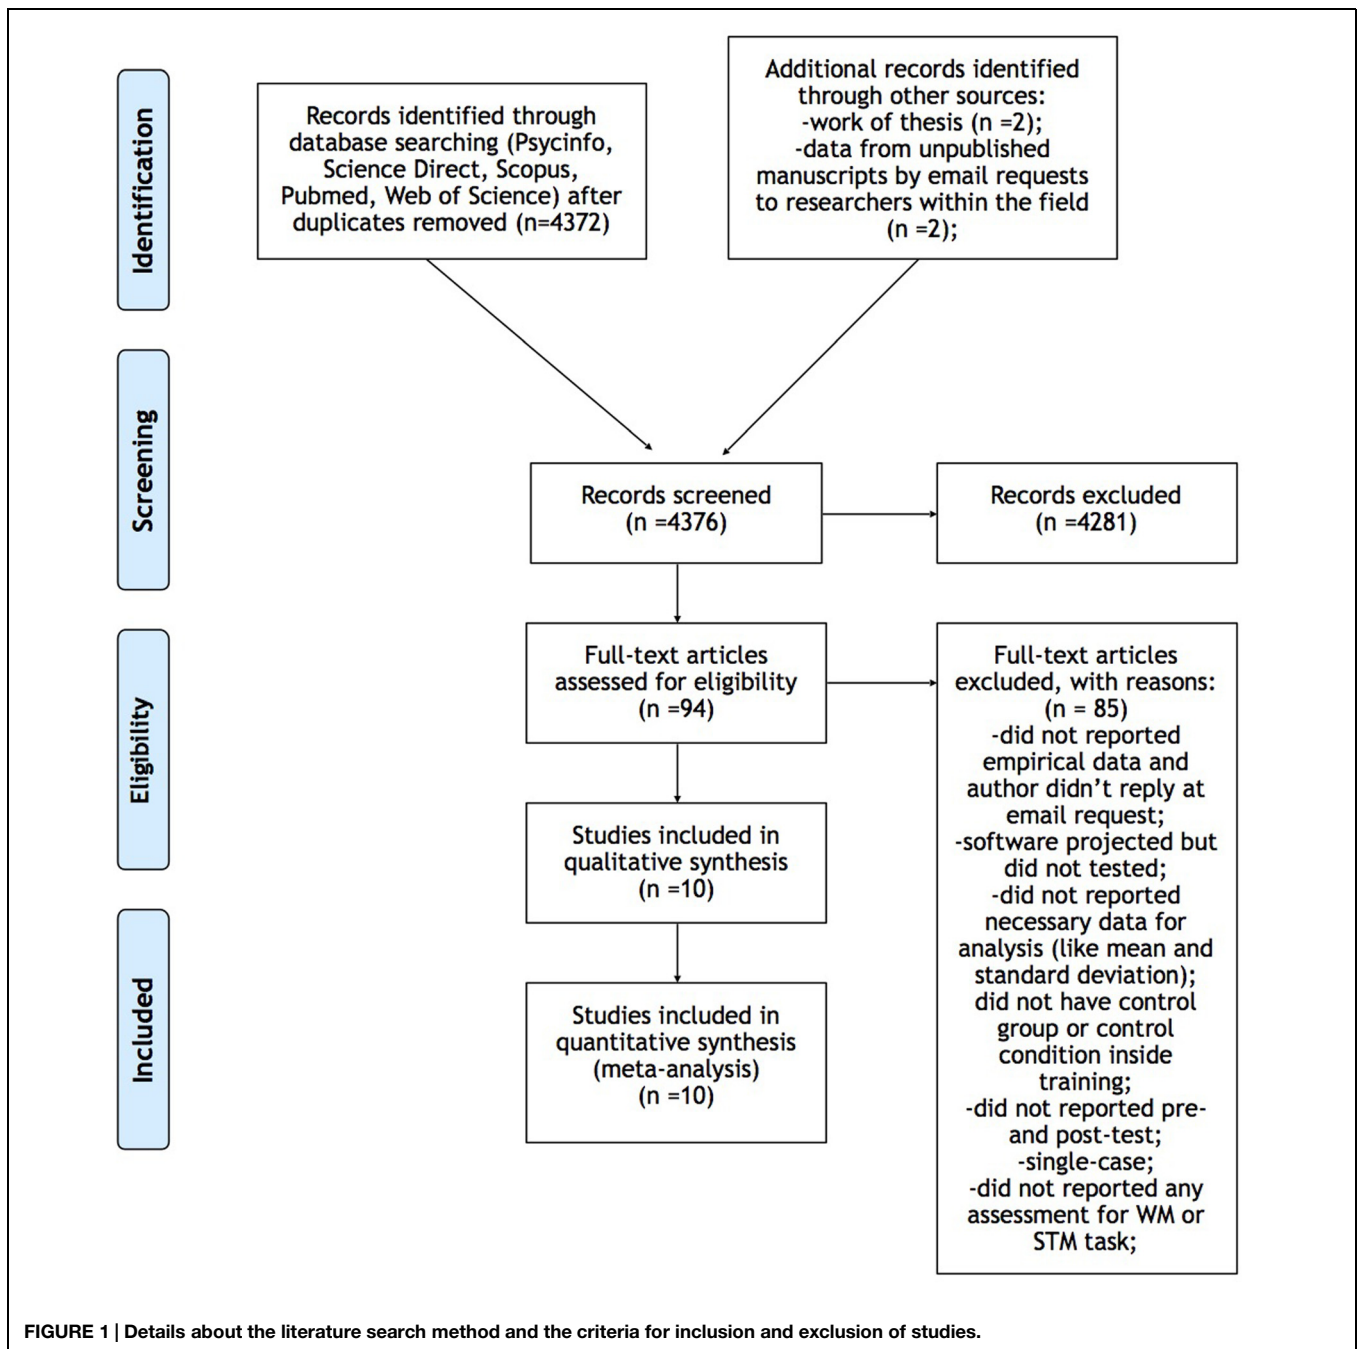 Identification
Records identified through
database searching (Psycinfo,
Science Direct, Scopus,
Pubmed, Web of Science) after
duplicates removed (n=4372)
Additional records identified
through other sources:
-work of thesis (n =2);
-data from unpublished
manuscripts by email requests
to researchers within the field
(n =2);
Screening
Records screened
(n =4376)
Records excluded
(n =4281)
Eligibility
Full-text articles
assessed for eligibility
(n =94)
Full-text articles
excluded, with reasons:
(n = 85)
-did not reported
empirical data and
author didn't reply at
email request;
-software projected but
did not tested;
-did not reported
necessary data for
analysis (like mean and
standard deviation);
did not have control
group or control
condition inside
training;
-did not reported pre-
and post-test;
-single-case;
-did not reported any
assessment for WM or
STM task;
Studies included in
qualitative synthesis
(n =10)
Included
Studies included in
quantitative synthesis
(meta-analysis)
(n =10)
FIGURE 1 | Details about the literature search method and the criteria for inclusion and exclusion of studies.